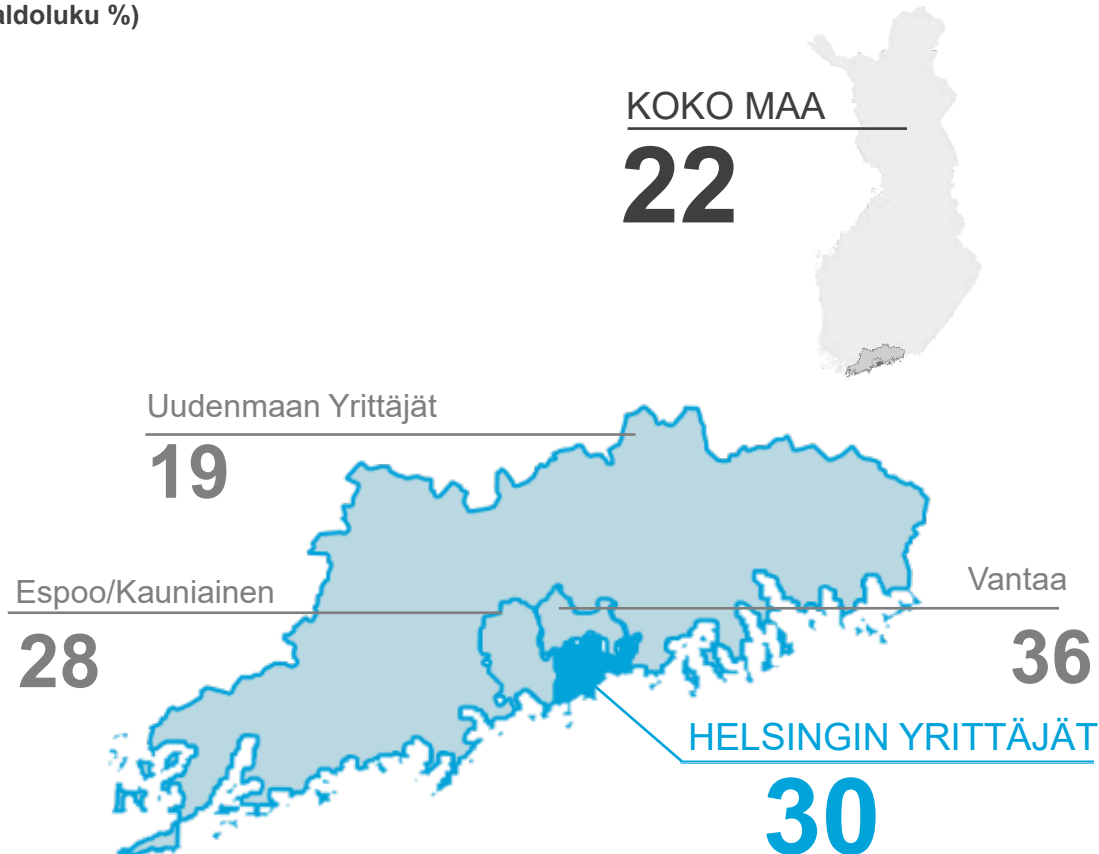 aldoluku %)
KOKO MAA
22
Uudenmaan Yrittäjät
19
Espoo/Kauniainen
28
Vantaa
36
HELSINGIN YRITTÄJÄT
30